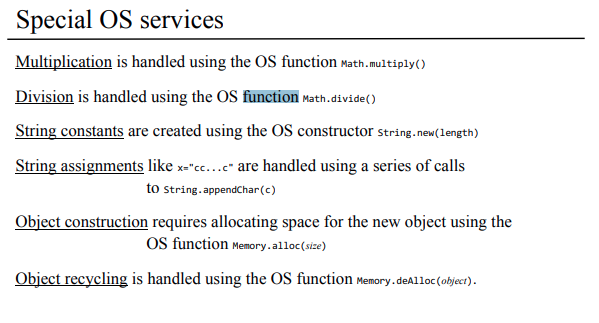 Special OS services
Multiplication is handled using the OS function Math.multiply()
Division is handled using the OS function Math.divide()
String constants are created using the OS constructor String.new(length)
String assignments like x="cc...c" are handled using a series of calls
to String.appendChar(c)
Object construction requires allocating space for the new object using the
OS function Memory.alloc(size)
Object recycling is handled using the OS function Memory.deAlloc(object).